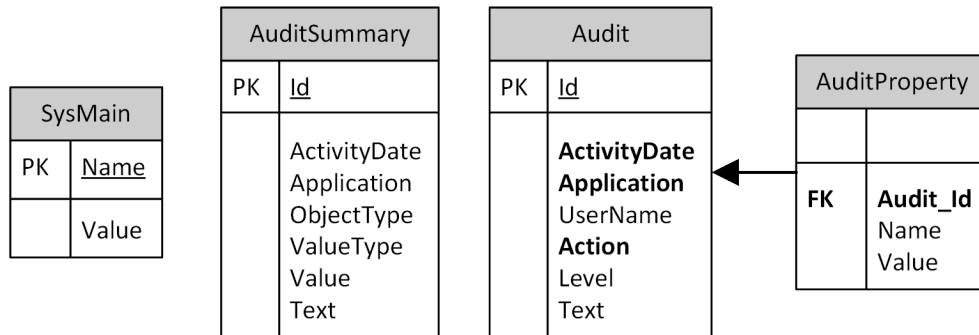 SysMain
PK Name
Value
AuditSummary
PK Id
ActivityDate
Application
ObjectType
ValueType
Value
Text
Audit
PK Id
ActivityDate
Application
UserName
Action
Level
Text
AuditProperty
FK Audit_Id
Name
Value